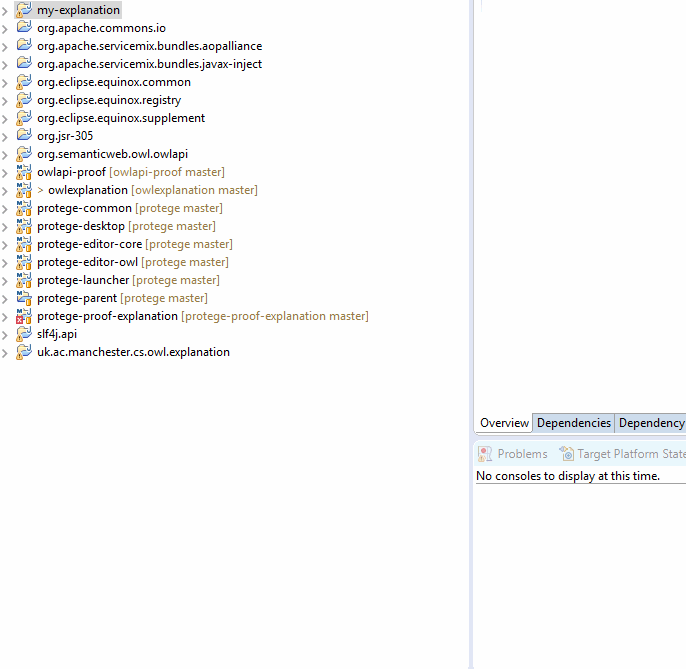 my-explanation
org.apache.commons.io
org.apache.servicemix.bundles.aopalliance
org.apache.servicemix.bundles.javax-inject
org.eclipse.equinox.common
org.eclipse.equinox.registry
org.eclipse.equinox.supplement
org.jsr-305
org.semanticweb.owl.owlapi
owlapi-proof [owlapi-proof master]
> owlexplanation [owlexplanation master]
protege-common [protege master]
protege-desktop [protege master]
protege-editor-core [protege master]
protege-editor-owl [protege master]
protege-launcher [protege master]
protege-parent [protege master]
protege-proof-explanation [protege-proof-explanation master]
slf4j.api
uk.ac.manchester.cs.owl.explanation
Overview Dependencies Dependency
Problems Target Platform State
No consoles to display at this time.